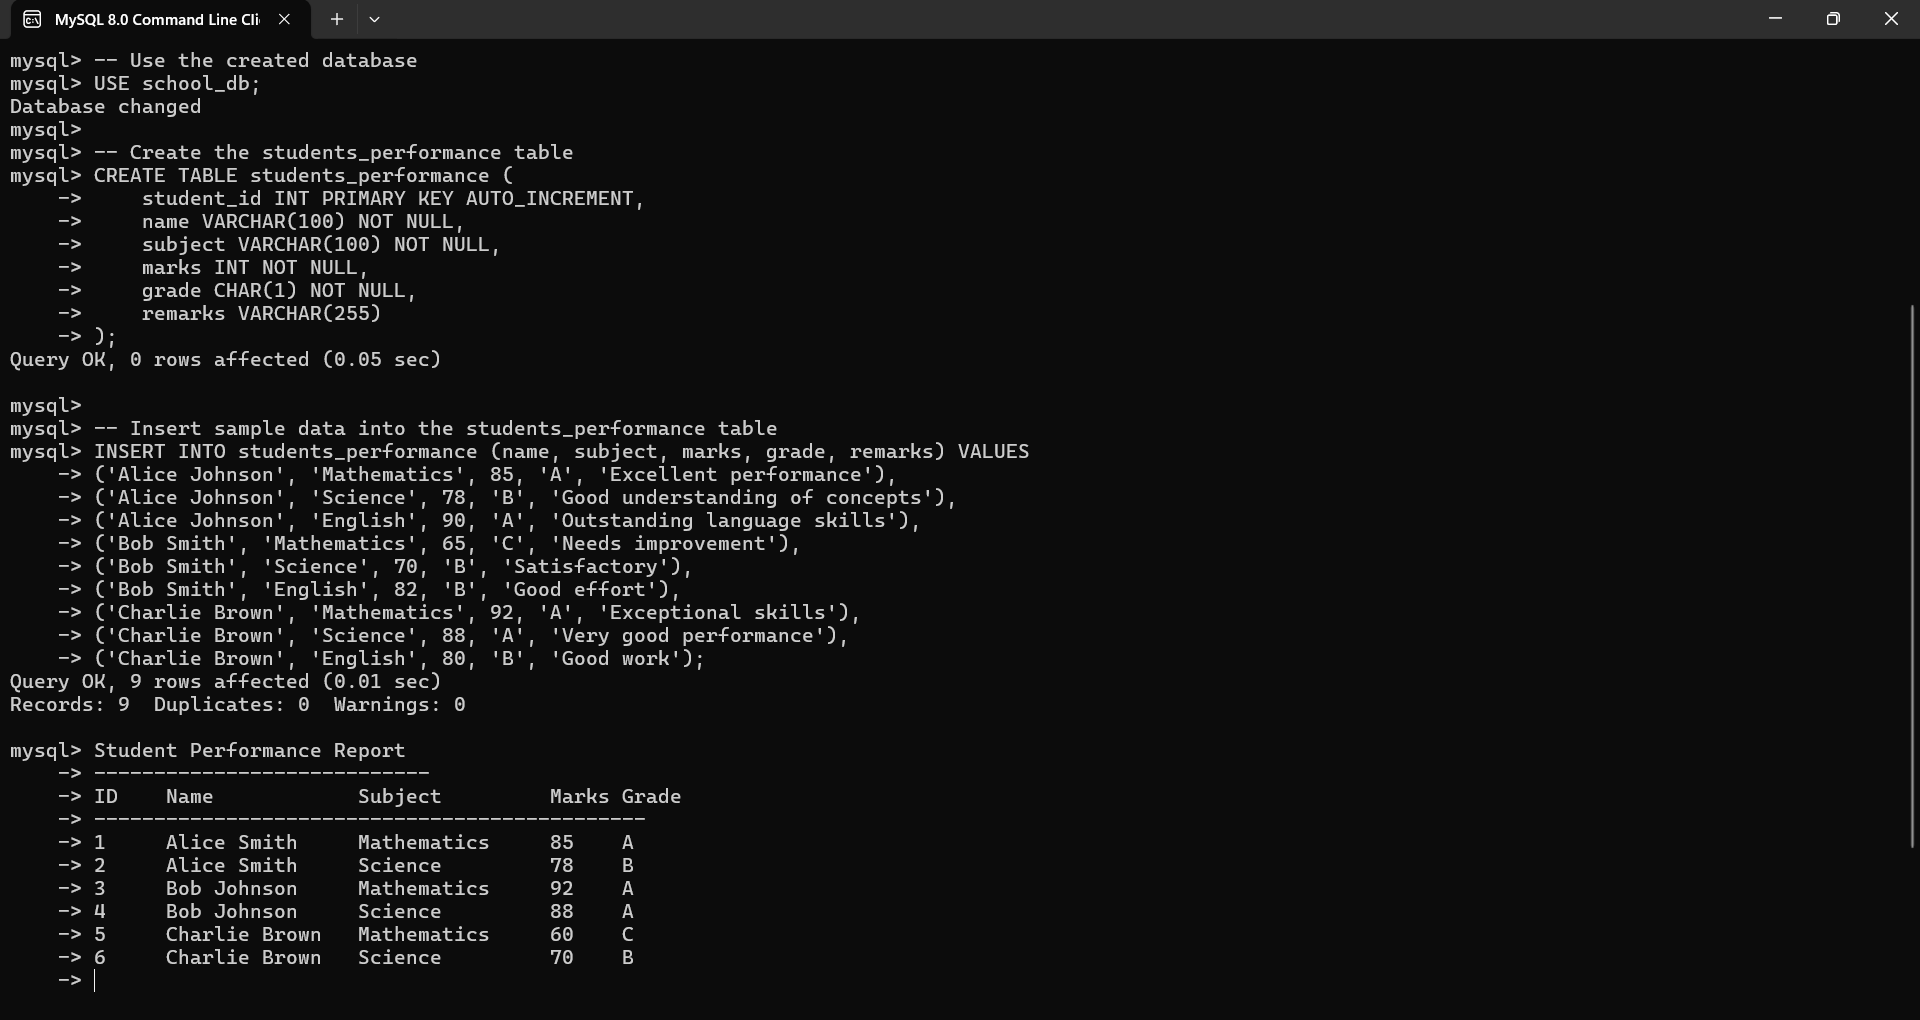 MySQL 8.0 Command Line Cli
mysql> -- Use the created database
mysql> USE school_db;
Database changed
mysql>
mysql> -- Create the students_performance table
mysql> CREATE TABLE students_performance (
    ->     student_id INT PRIMARY KEY AUTO_INCREMENT,
    ->     name VARCHAR(100) NOT NULL,
    ->     subject VARCHAR(100) NOT NULL,
    ->     marks INT NOT NULL,
    ->     grade CHAR(1) NOT NULL,
    ->     remarks VARCHAR(255)
    -> );
Query OK, 0 rows affected (0.05 sec)

mysql>
mysql> -- Insert sample data into the students_performance table
mysql> INSERT INTO students_performance (name, subject, marks, grade, remarks) VALUES
    -> ('Alice Johnson', 'Mathematics', 85, 'A', 'Excellent performance'),
    -> ('Alice Johnson', 'Science', 78, 'B', 'Good understanding of concepts'),
    -> ('Alice Johnson', 'English', 90, 'A', 'Outstanding language skills'),
    -> ('Bob Smith', 'Mathematics', 65, 'C', 'Needs improvement'),
    -> ('Bob Smith', 'Science', 70, 'B', 'Satisfactory'),
    -> ('Bob Smith', 'English', 82, 'B', 'Good effort'),
    -> ('Charlie Brown', 'Mathematics', 92, 'A', 'Exceptional skills'),
    -> ('Charlie Brown', 'Science', 88, 'A', 'Very good performance'),
    -> ('Charlie Brown', 'English', 80, 'B', 'Good work');
Query OK, 9 rows affected (0.01 sec)
Records: 9  Duplicates: 0  Warnings: 0

mysql> Student Performance Report
    -> ----------------------------
    -> ID    Name            Subject         Marks Grade
    -> ----------------------------------------------
    -> 1     Alice Smith     Mathematics     85    A
    -> 2     Alice Smith     Science         78    B
    -> 3     Bob Johnson     Mathematics     92    A
    -> 4     Bob Johnson     Science         88    A
    -> 5     Charlie Brown   Mathematics     60    C
    -> 6     Charlie Brown   Science         70    B
    ->